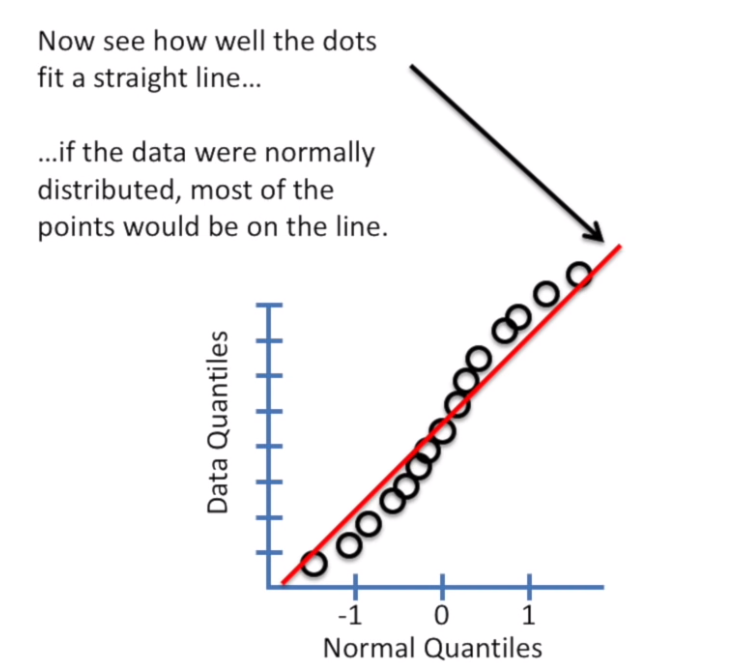 Now see how well the dots
fit a straight line...
...if the data were normally
distributed, most of the
points would be on the line.
Data Quantiles
-1 0 1
Normal Quantiles